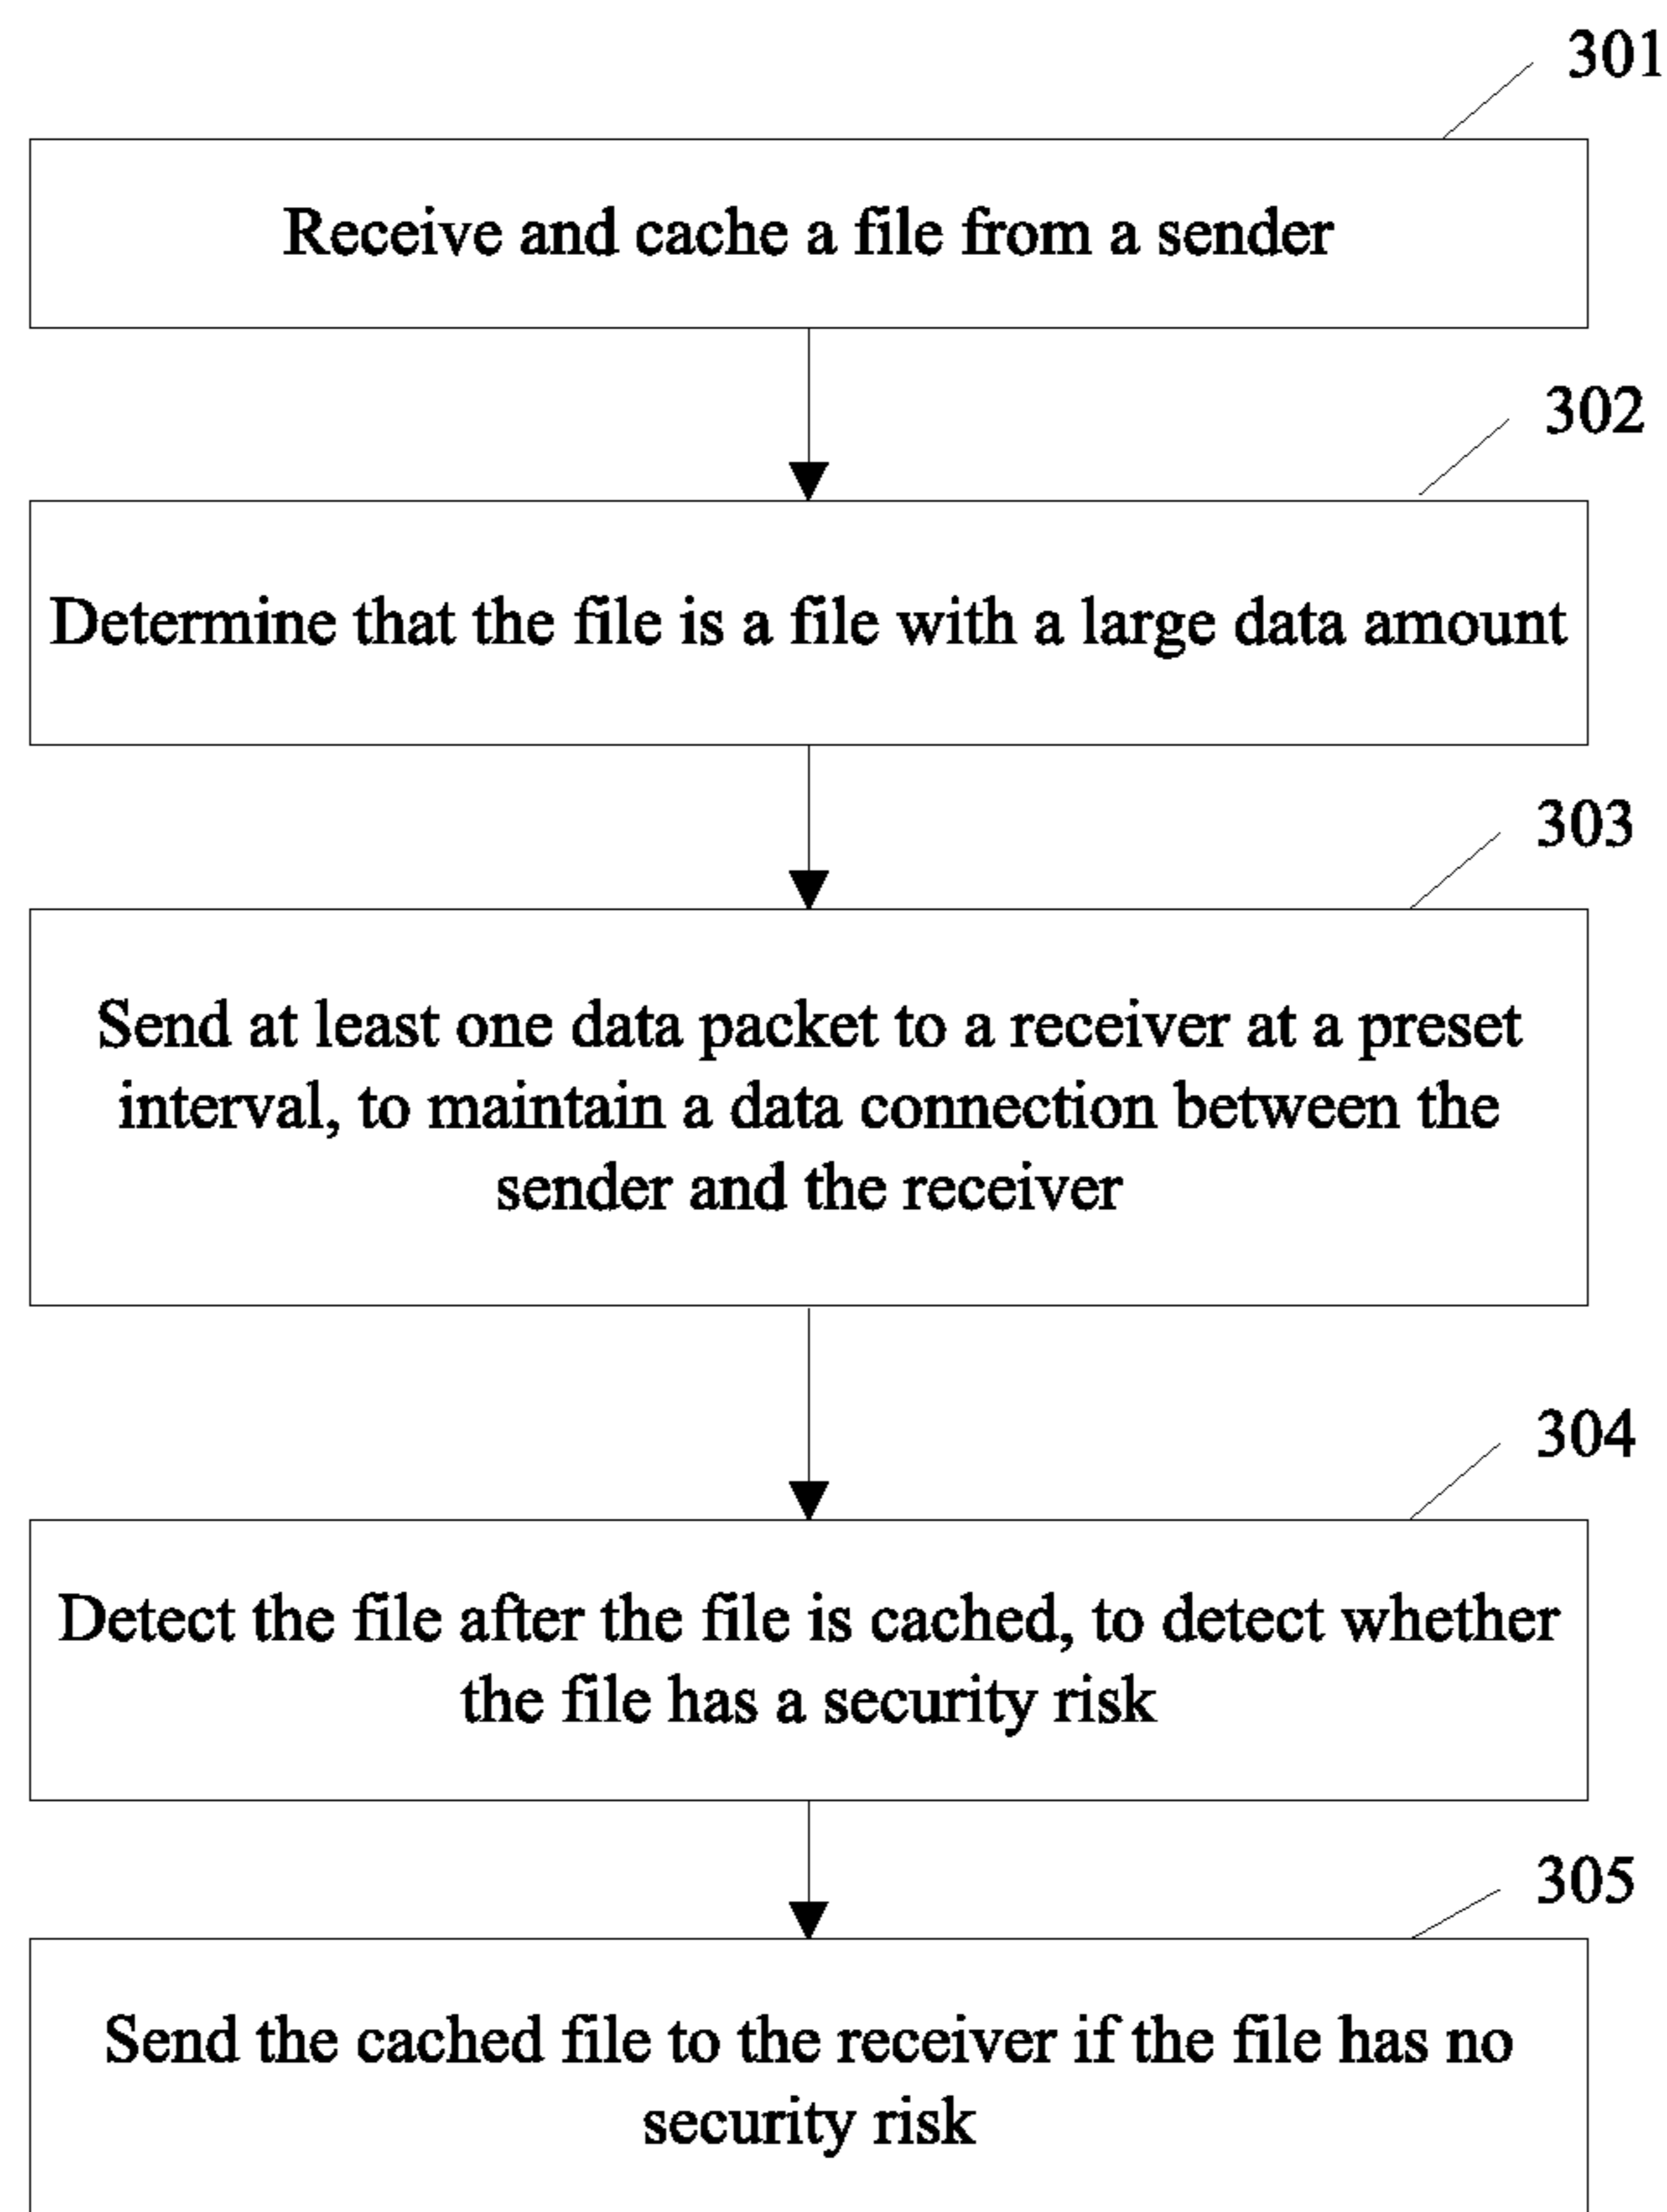 301
Receive and cache a file from a sender
302
Determine that the file is a file with a large data amount
303
Send at least one data packet to a receiver at a preset
interval, to maintain a data connection between the
sender and the receiver
304
Detect the file after the file is cached, to detect whether
the file has a security risk
305
Send the cached file to the receiver if the file has no
security risk